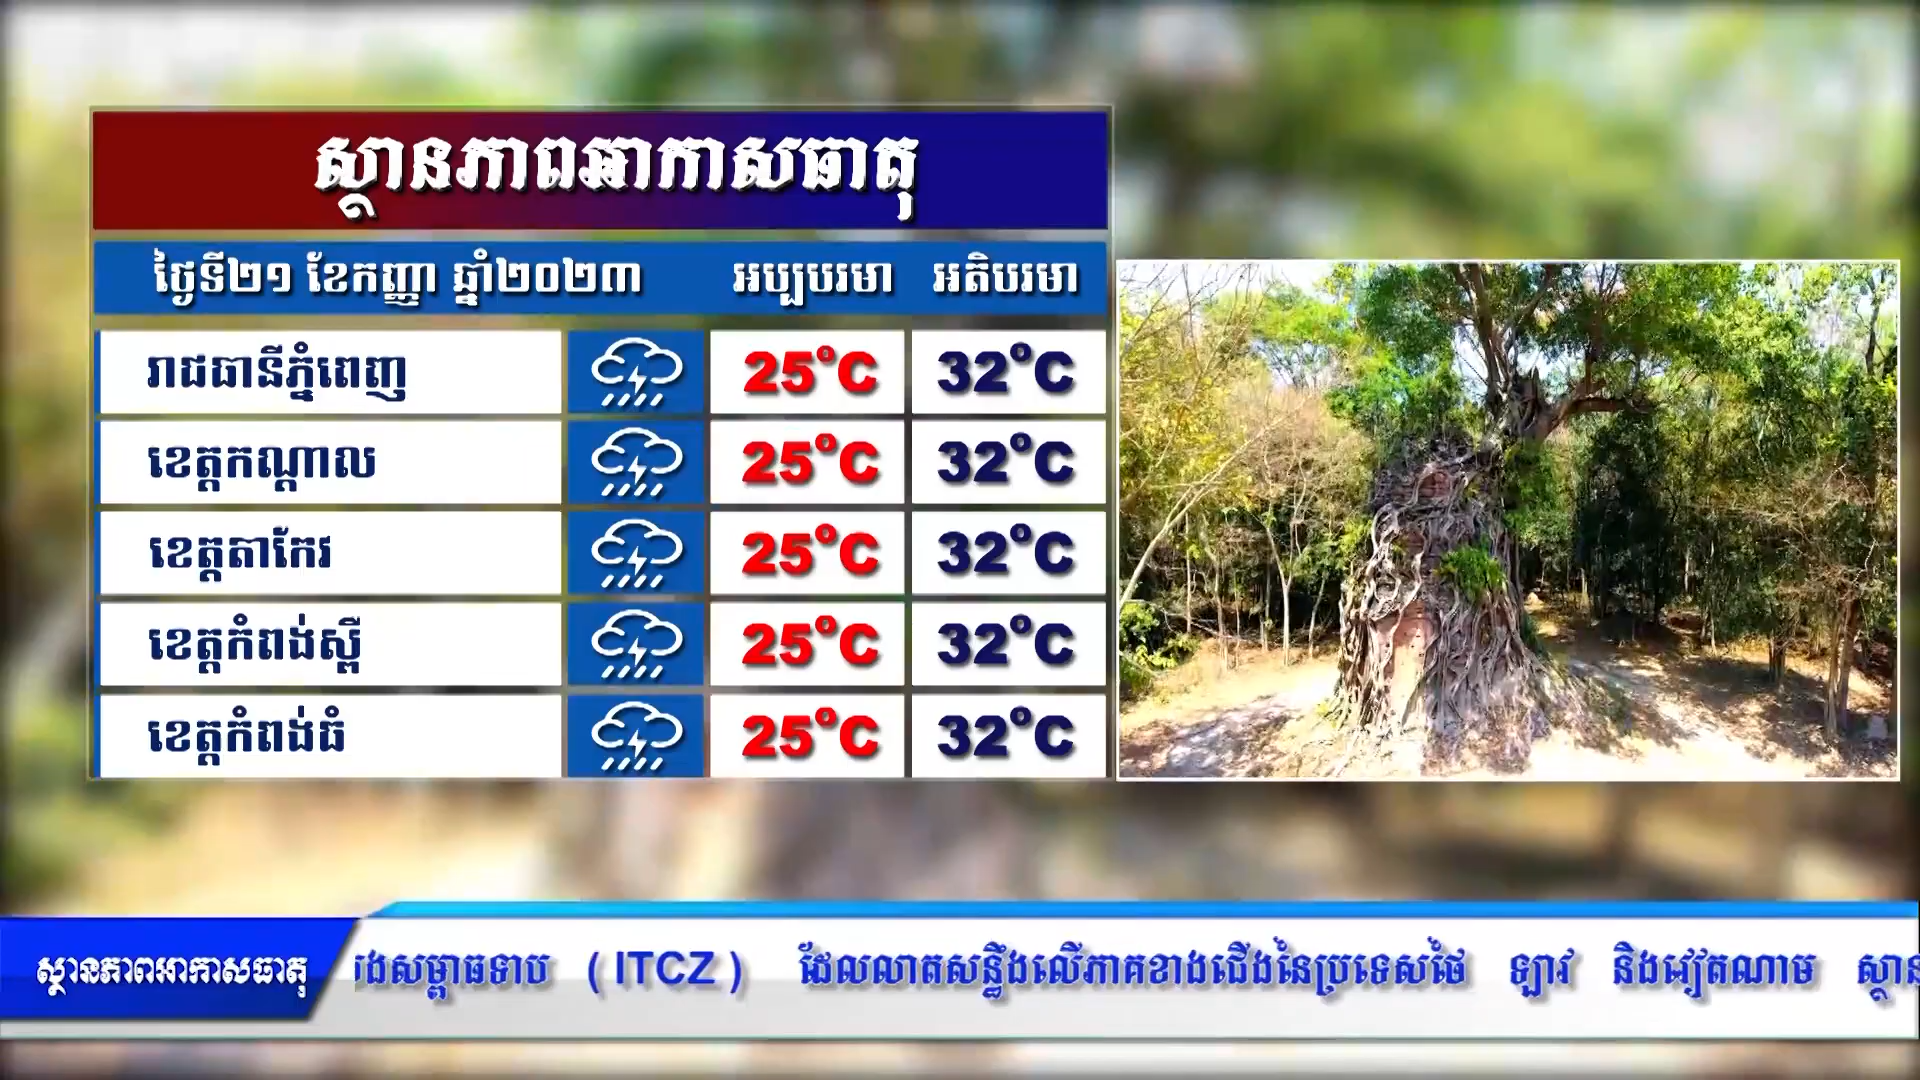 ស្ថានភាពអាកាសធាតុ
ថ្ងៃទី២១ ខែកញ្ញា ឆ្នាំ២០២៣ អប្បបរមា អតិបរមា
រាជធានីភ្នំពេញ 25°C 32°C
ខេត្តកណ្តាល 25°C 32°C
ខេត្តតាកែវ 25°C 32°C
ខេត្តកំពង់ស្ពឺ 25°C 32°C
ខេត្តកំពង់ធំ 25°C 32°C
ស្ថានភាពអាកាសធាតុ សម្ពាធទាប ( ITCZ ) ដែលលាតសន្ធឹងលើភាគខាងជើងនៃប្រទេសថៃ ឡាវ និងវៀតណាម